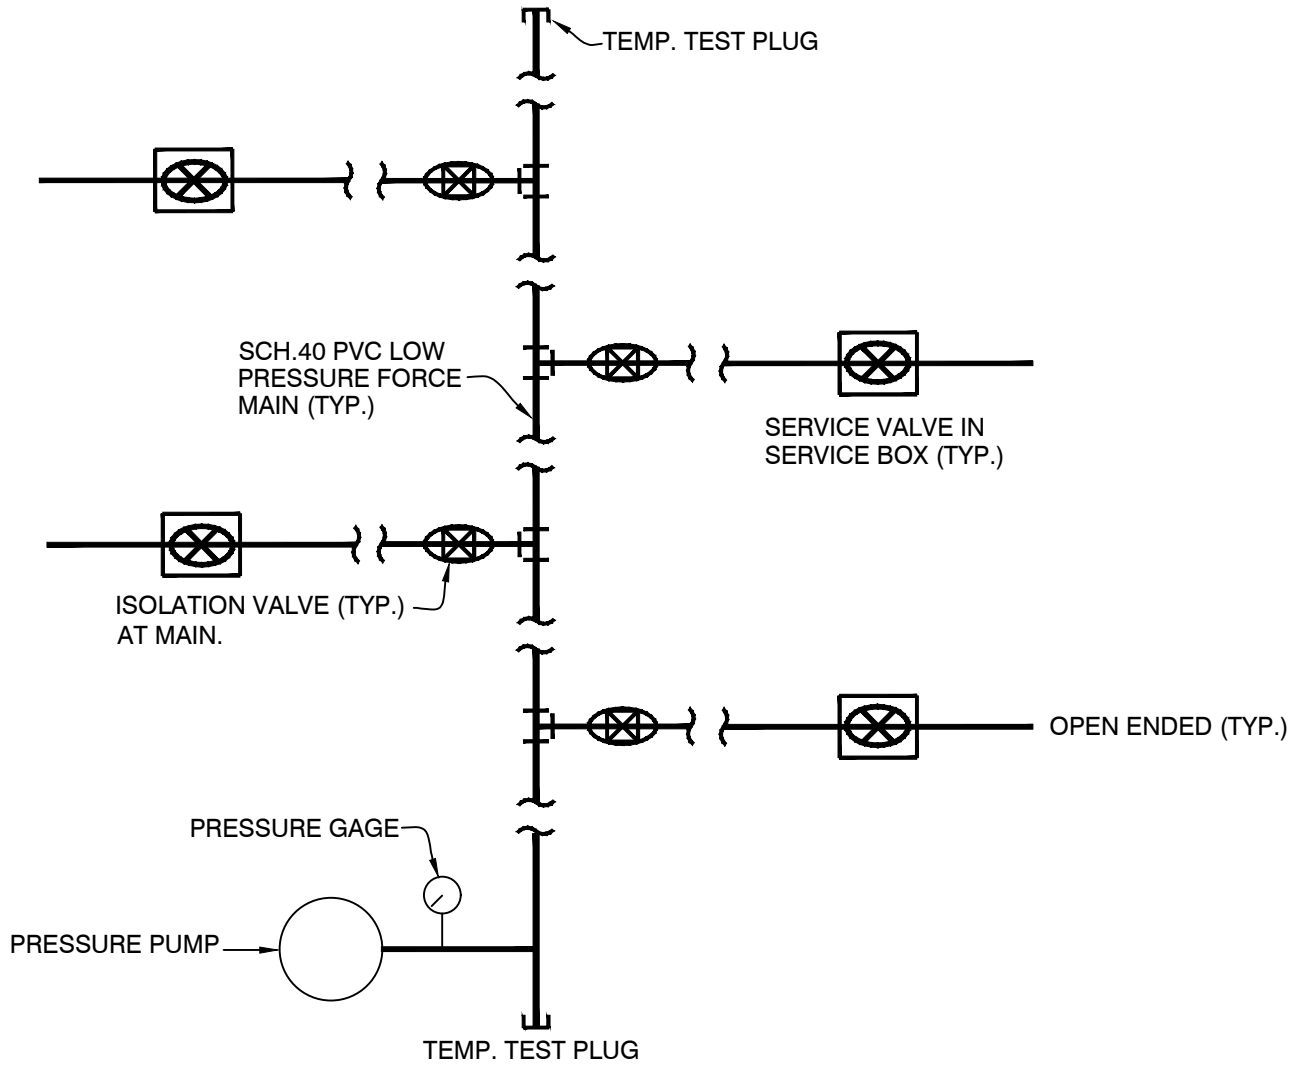 TEMP. TEST PLUG
SCH.40 PVC LOW
PRESSURE FORCE
MAIN (TYP.)
SERVICE VALVE IN
SERVICE BOX (TYP.)
ISOLATION VALVE (TYP.)
AT MAIN.
OPEN ENDED (TYP.)
PRESSURE GAGE
PRESSURE PUMP
TEMP. TEST PLUG